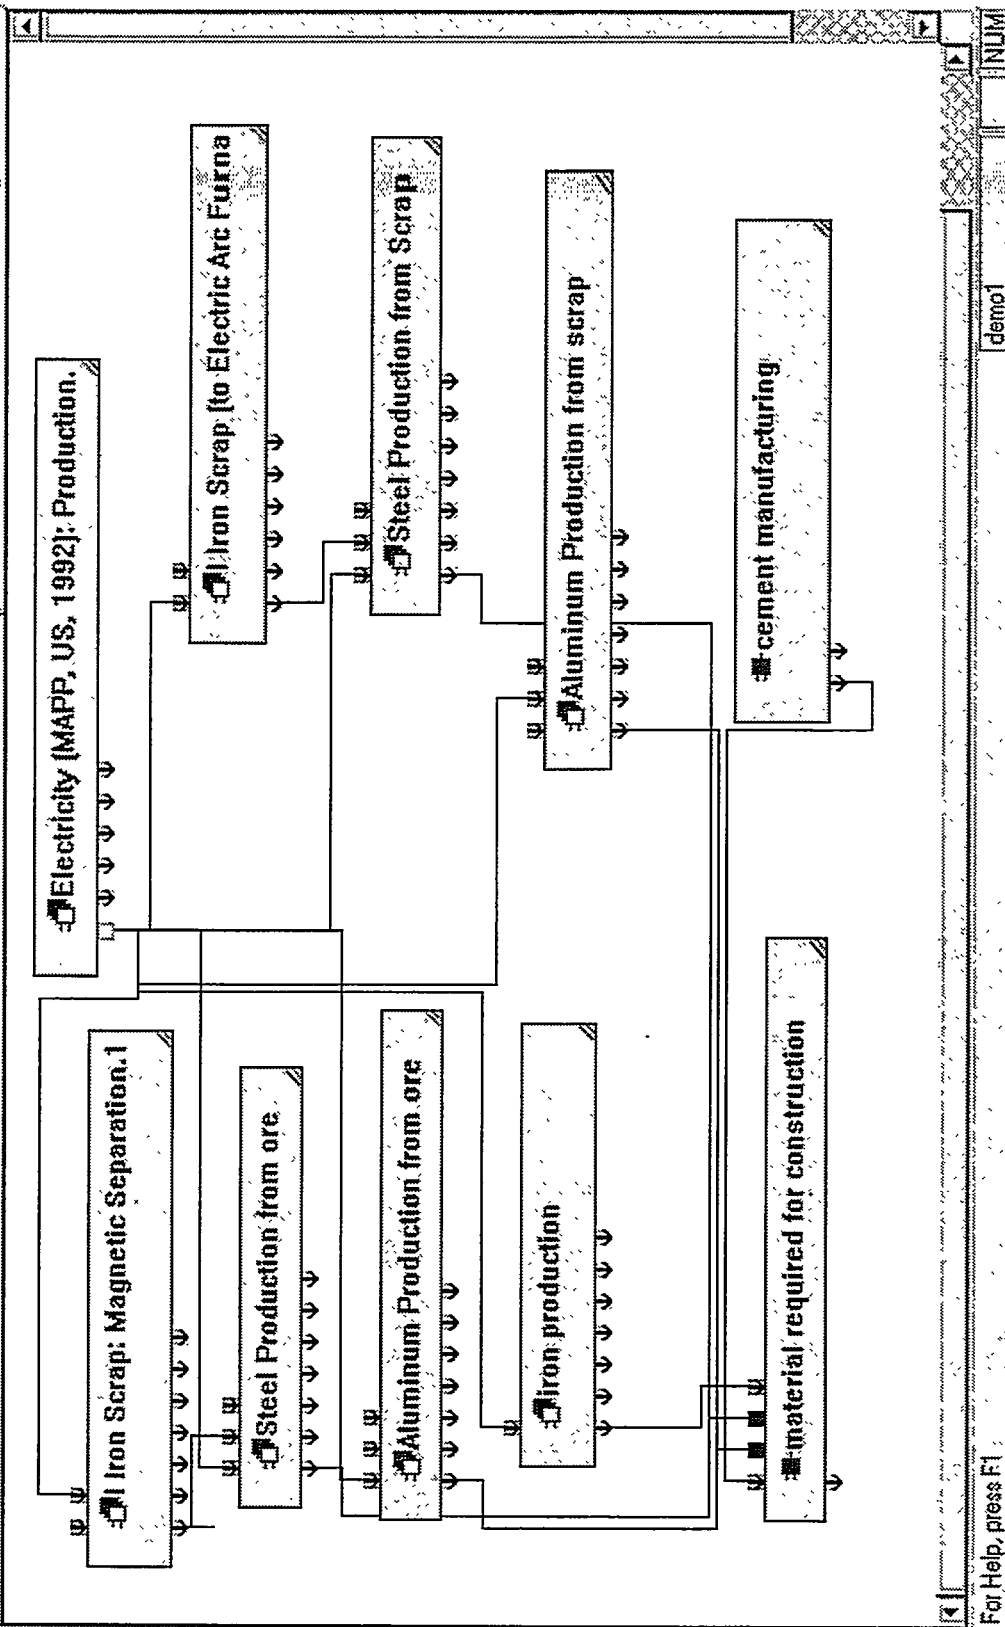 Electricity (MAPP, US, 1992): Production.
I Iron Scrap: Magnetic Separation.1
I Iron Scrap (to Electric Arc Furna
Steel Production from ore
Steel Production from Scrap
Aluminum Production from ore
Aluminum Production from scrap
iron production
cement manufacturing
material required for construction
For Help, press F1
demo1
NUM